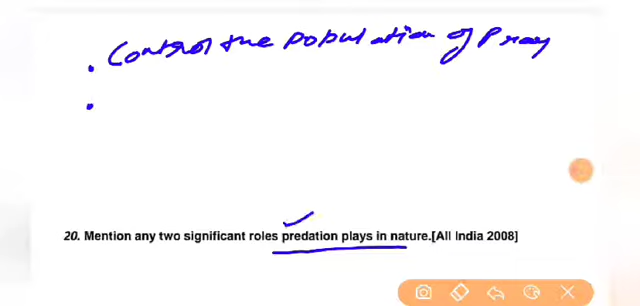 . Control the population of Prey
.
20. Mention any two significant roles predation plays in nature.[All India 2008]